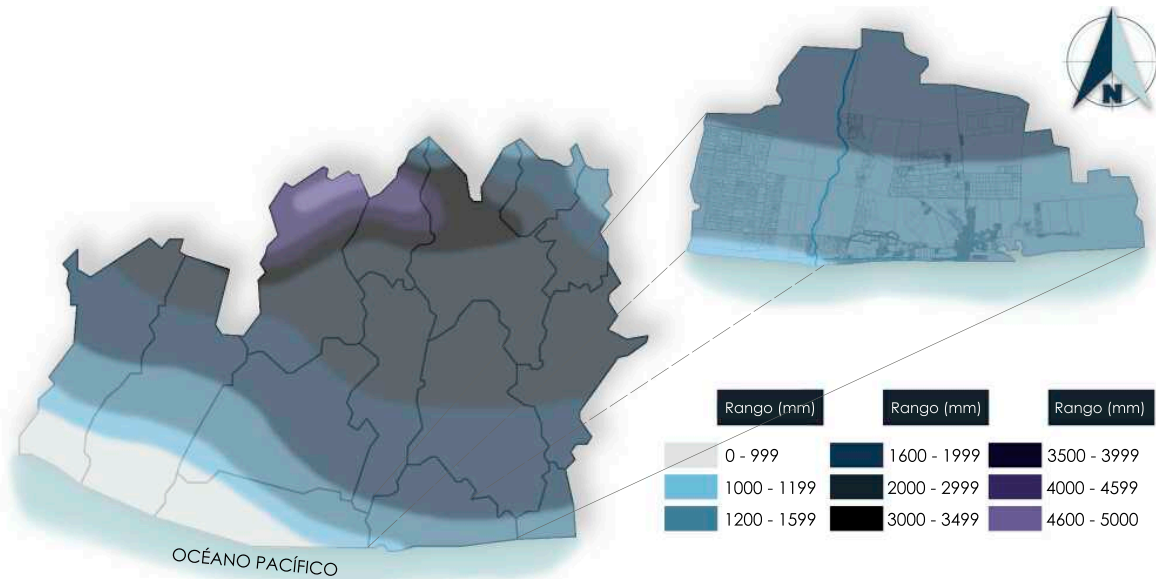 N
OCÉANO PACÍFICO
Rango (mm)
0 - 999
1000 - 1199
1200 - 1599
Rango (mm)
1600 - 1999
2000 - 2999
3000 - 3499
Rango (mm)
3500 - 3999
4000 - 4599
4600 - 5000